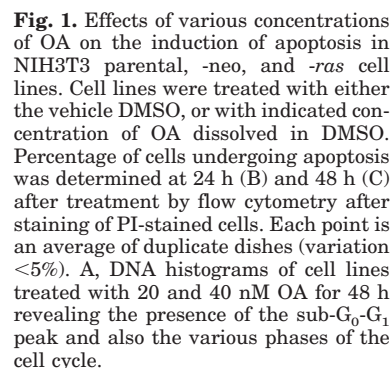 Fig. 1. Effects of various concentrations
of OA on the induction of apoptosis in
NIH3T3 parental, -neo, and -ras cell
lines. Cell lines were treated with either
the vehicle DMSO, or with indicated con-
centration of OA dissolved in DMSO.
Percentage of cells undergoing apoptosis
was determined at 24 h (B) and 48 h (C)
after treatment by flow cytometry after
staining of PI-stained cells. Each point is
an average of duplicate dishes (variation
<5%). A, DNA histograms of cell lines
treated with 20 and 40 nM OA for 48 h
revealing the presence of the sub-G₀-G₁
peak and also the various phases of the
cell cycle.